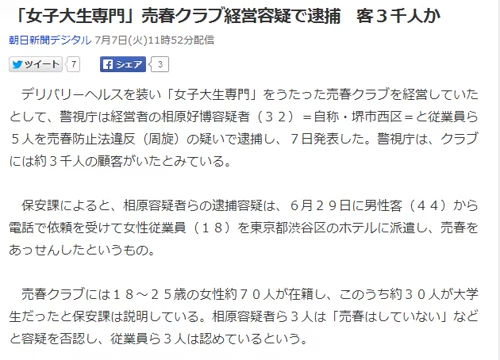 「女子大生専門」売春クラブ経営容疑で逮捕　客３千人か
朝日新聞デジタル 7月7日(火)11時52分配信
ツイート 7 シェア 3
デリバリーヘルスを装い「女子大生専門」をうたった売春クラブを経営していた
として、警視庁は経営者の相原好博容疑者（３２）＝自称・堺市西区＝と従業員ら
５人を売春防止法違反（周旋）の疑いで逮捕し、７日発表した。警視庁は、クラブ
には約３千人の顧客がいたとみている。
保安課によると、相原容疑者らの逮捕容疑は、６月２９日に男性客（４４）から
電話で依頼を受けて女性従業員（１８）を東京都渋谷区のホテルに派遣し、売春を
あっせんしたというもの。
売春クラブには１８～２５歳の女性約７０人が在籍し、このうち約３０人が大学
生だったと保安課は説明している。相原容疑者ら３人は「売春はしていない」など
と容疑を否認し、従業員ら３人は認めているという。